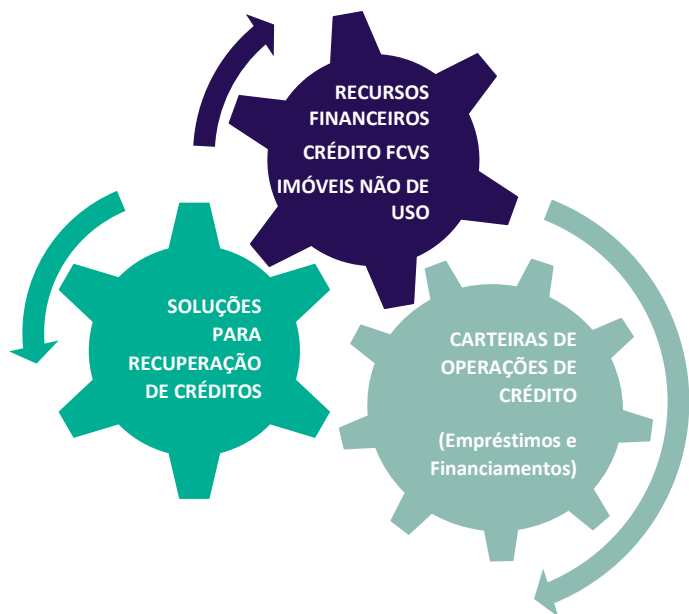 RECURSOS
FINANCEIROS
CRÉDITO FCVS
IMÓVEIS NÃO DE
USO
SOLUÇÕES
PARA
RECUPERAÇÃO
DE CRÉDITOS
CARTEIRAS DE
OPERAÇÕES DE
CRÉDITO
(Empréstimos e
Financiamentos)